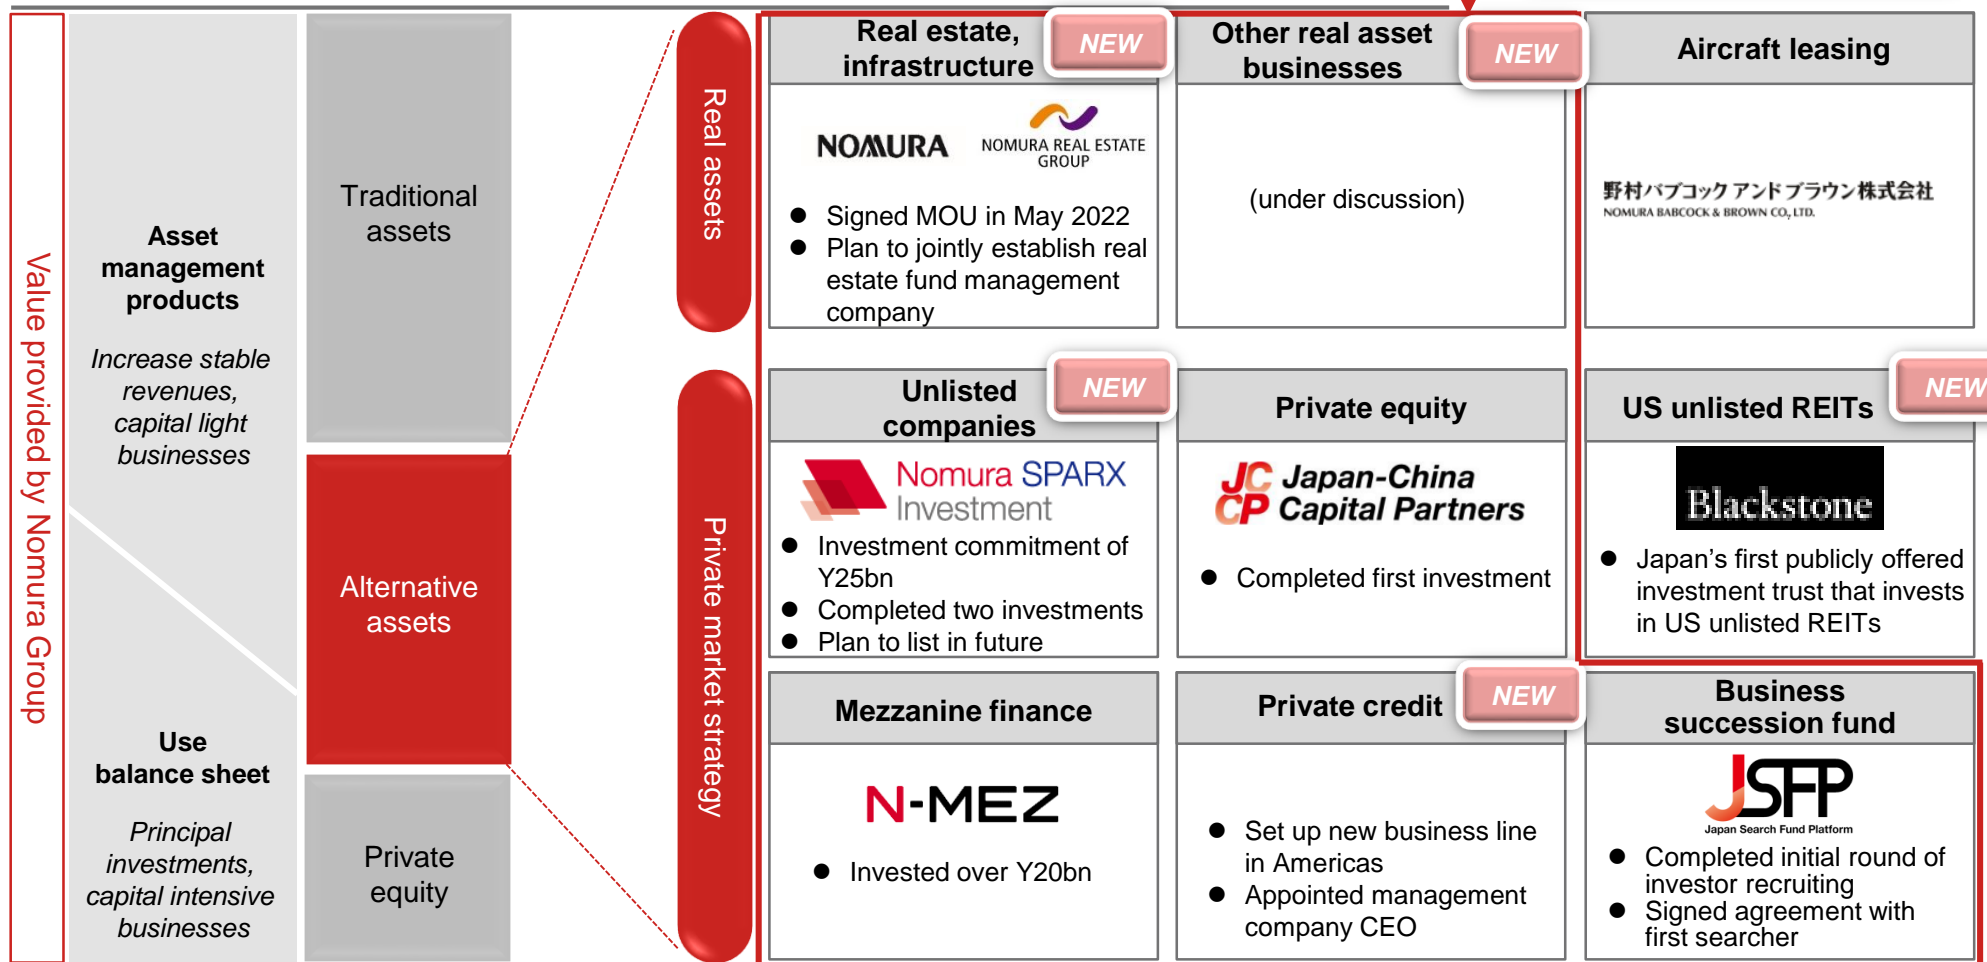 Value provided by Nomura Group
Asset
management
products
Increase stable
revenues,
capital light
businesses
Use
balance sheet
Principal
investments,
capital intensive
businesses
Traditional
assets
Alternative
assets
Private
equity
Real assets
Private market strategy
Real estate,
infrastructure
NEW
NOMURA
NOMURA REAL ESTATE
GROUP
● Signed MOU in May 2022
● Plan to jointly establish real
estate fund management
company
Other real asset
businesses
NEW
(under discussion)
Aircraft leasing
野村バブコック アンド ブラウン株式会社
NOMURA BABCOCK & BROWN CO., LTD.
Unlisted
companies
NEW
Nomura SPARX
Investment
● Investment commitment of
Y25bn
● Completed two investments
● Plan to list in future
Private equity
JC
CP
Japan-China
Capital Partners
● Completed first investment
US unlisted REITs
NEW
Blackstone
● Japan’s first publicly offered
investment trust that invests
in US unlisted REITs
Mezzanine finance
N-MEZ
● Invested over Y20bn
Private credit
NEW
● Set up new business line
in Americas
● Appointed management
company CEO
Business
succession fund
JSFP
Japan Search Fund Platform
● Completed initial round of
investor recruiting
● Signed agreement with
first searcher